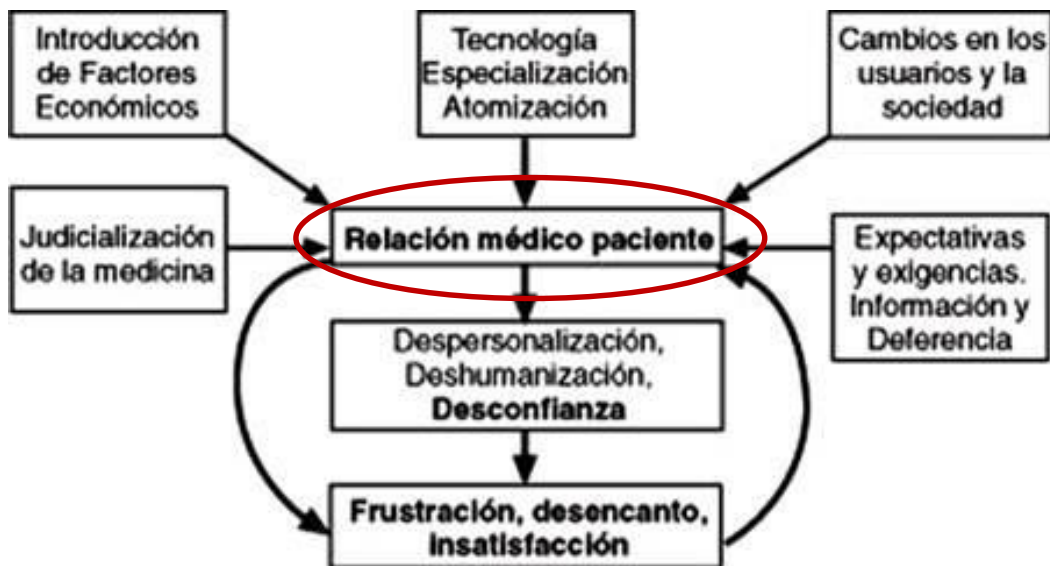 Introducción
de Factores
Económicos
Tecnología
Especialización
Atomización
Cambios en los
usuarios y la
sociedad
Judicialización
de la medicina
Relación médico paciente
Expectativas
y exigencias.
Información y
Deferencia
Despersonalización,
Deshumanización,
Desconfianza
Frustración, desencanto,
insatisfacción